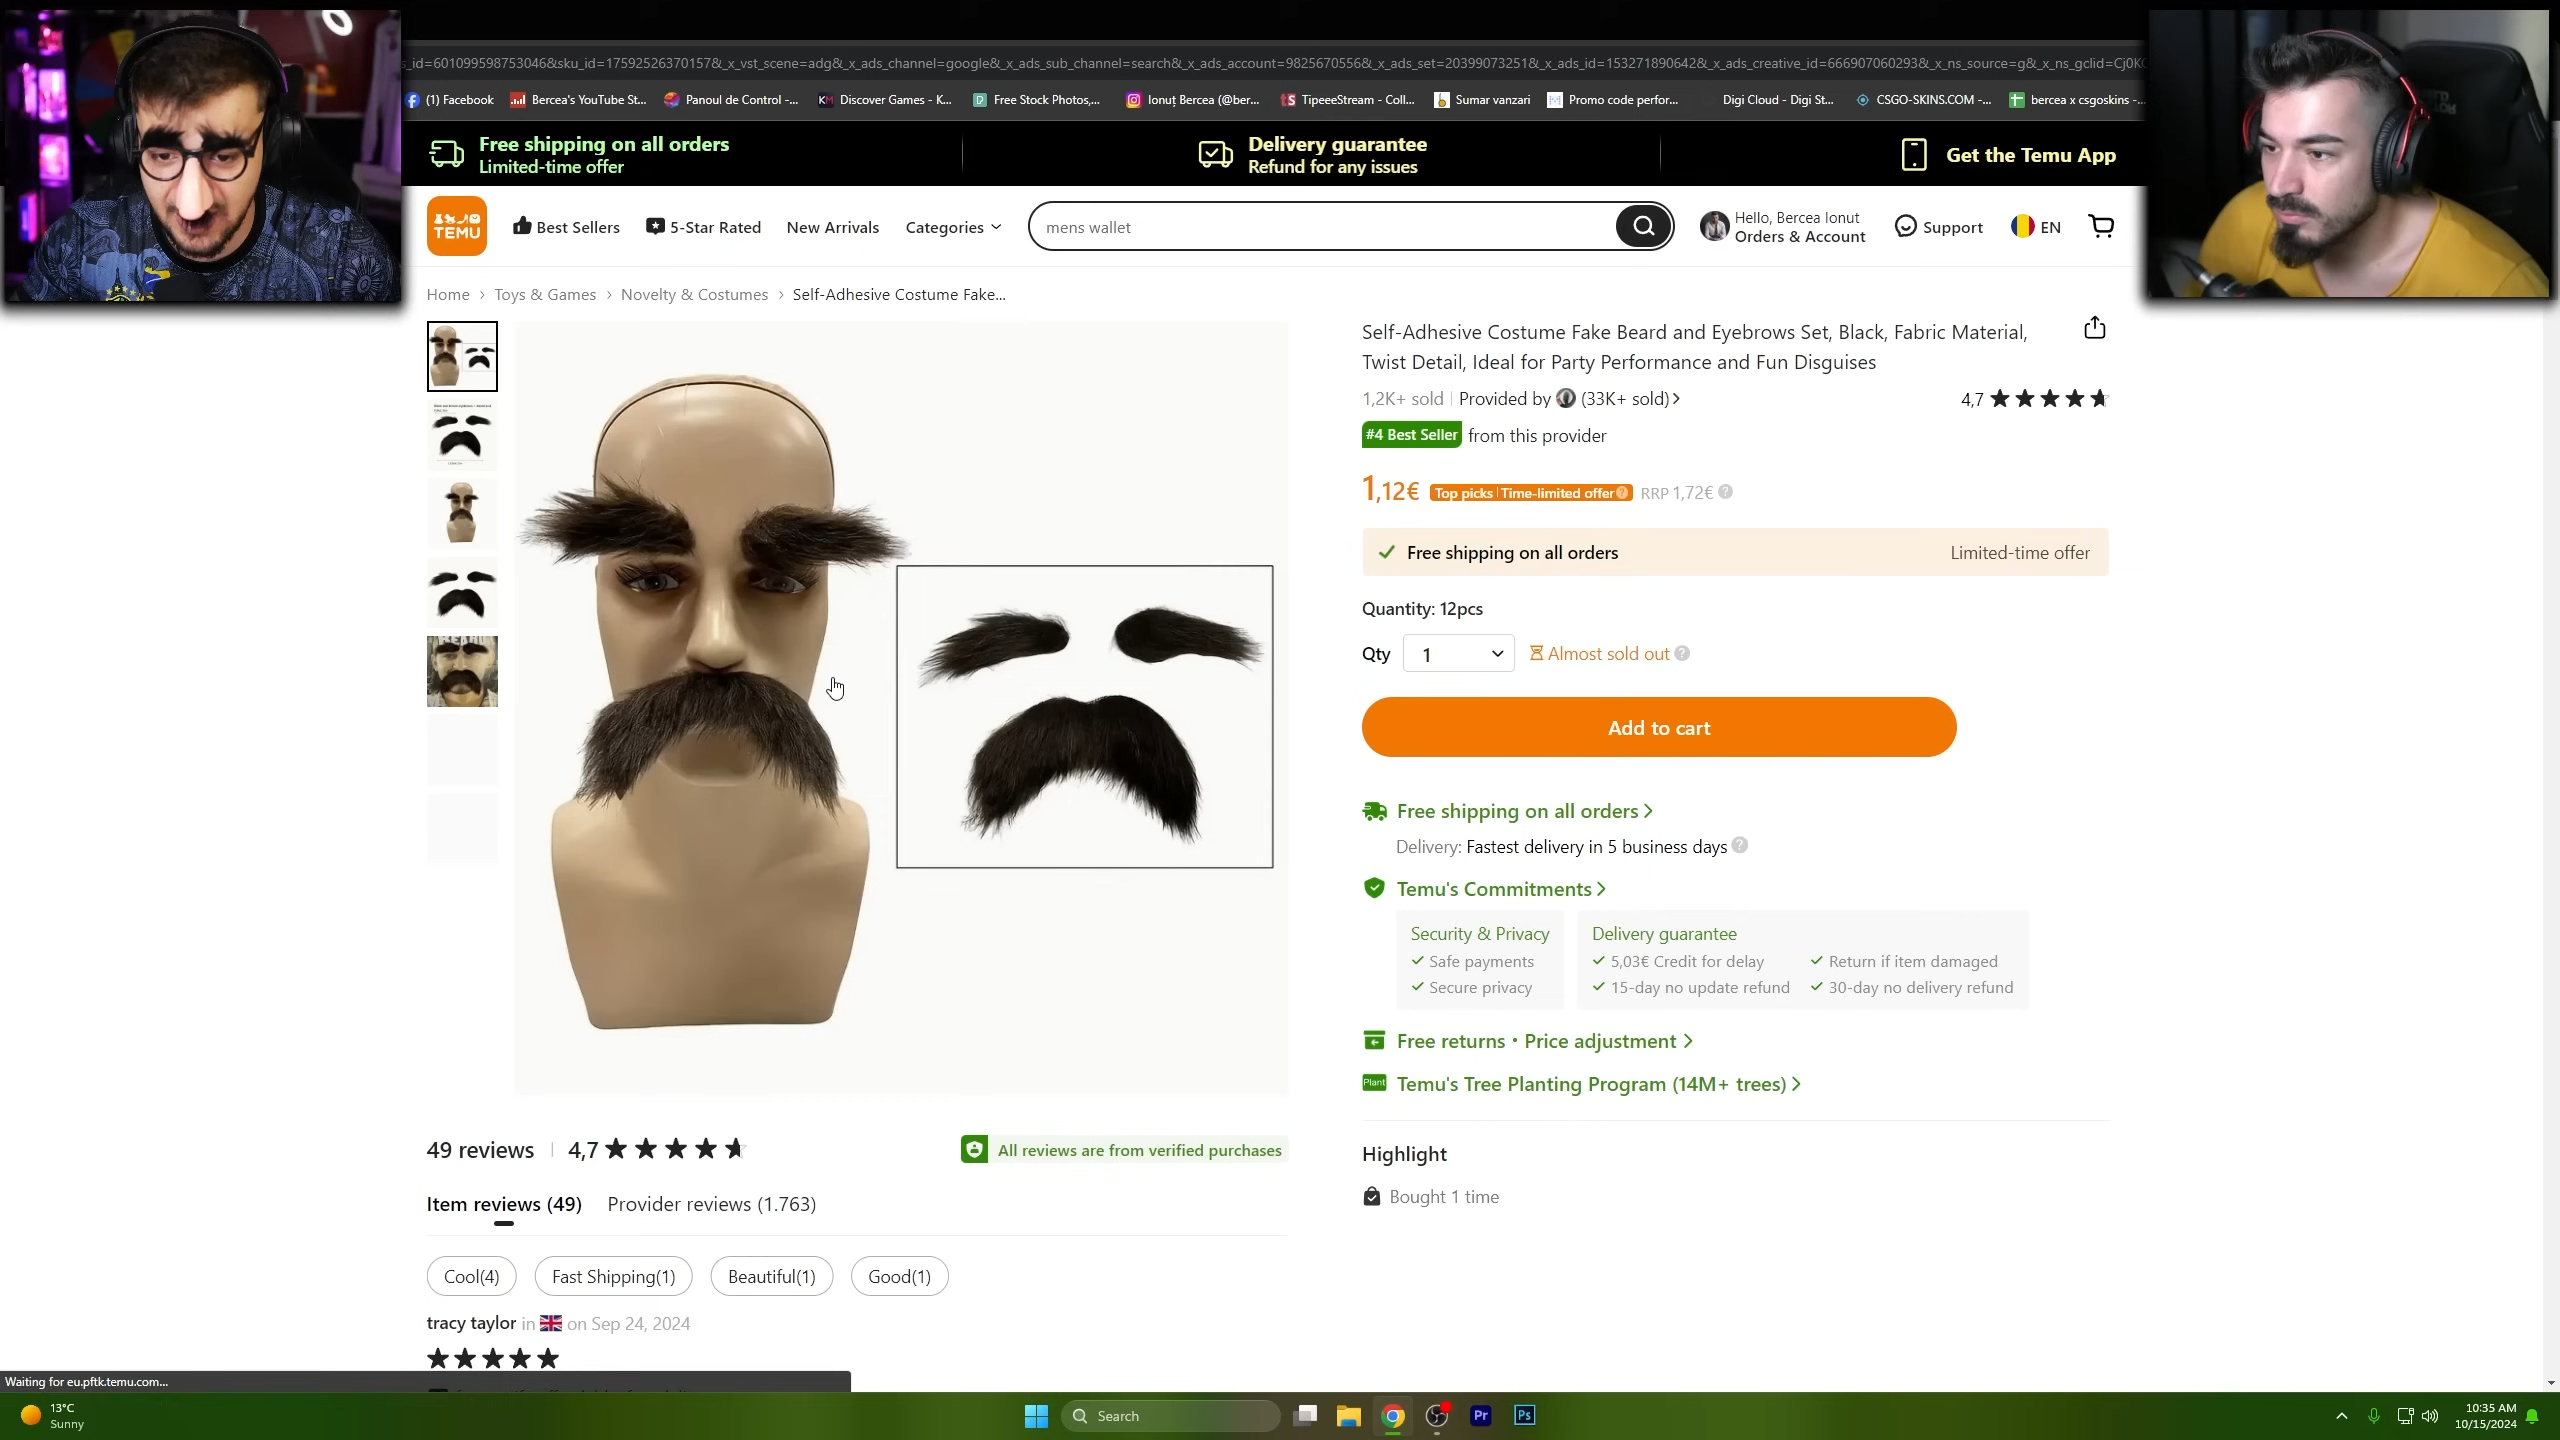 s_id=601099598753046&sku_id=17592526370157&_x_vst_scene=adg&_x_ads_channel=google&_x_ads_sub_channel=search&_x_ads_account=9825670556&_x_ads_set=20399073251&_x_ads_id=153271890642&_x_ads_creative_id=666907060293&_x_ns_source=g&_x_ns_gclid=Cj0K
(1) Facebook
Bercea's YouTube St...
Panoul de Control -...
KM
Discover Games - K...
Free Stock Photos,...
Ionuț Bercea (@ber...
TipeeeStream - Coll...
Sumar vanzari
Promo code perfor...
Digi Cloud - Digi St...
CSGO-SKINS.COM -...
bercea x csgoskins -...
Free shipping on all orders
Limited-time offer
Delivery guarantee
Refund for any issues
Get the Temu App
TEMU
Best Sellers
5-Star Rated
New Arrivals
Categories
mens wallet
Hello, Bercea Ionut
Orders & Account
Support
EN
Home › Toys & Games › Novelty & Costumes › Self-Adhesive Costume Fake...
Self-Adhesive Costume Fake Beard and Eyebrows Set, Black, Fabric Material,
Twist Detail, Ideal for Party Performance and Fun Disguises
1,2K+ sold | Provided by (33K+ sold)
4,7
#4 Best Seller from this provider
1,12€ Top picks | Time-limited offer RRP 1,72€
Free shipping on all orders
Limited-time offer
Quantity: 12pcs
Qty 1 Almost sold out
Add to cart
Free shipping on all orders
Delivery: Fastest delivery in 5 business days
Temu's Commitments
Security & Privacy
Safe payments
Secure privacy
Delivery guarantee
5,03€ Credit for delay
Return if item damaged
15-day no update refund
30-day no delivery refund
Free returns · Price adjustment
Plant Temu's Tree Planting Program (14M+ trees)
Highlight
Bought 1 time
49 reviews | 4,7
All reviews are from verified purchases
Item reviews (49)
Provider reviews (1.763)
Cool(4)
Fast Shipping(1)
Beautiful(1)
Good(1)
tracy taylor in on Sep 24, 2024
Waiting for eu.pftk.temu.com...
13°C
Sunny
Search
Pr
Ps
10:35 AM
10/15/2024